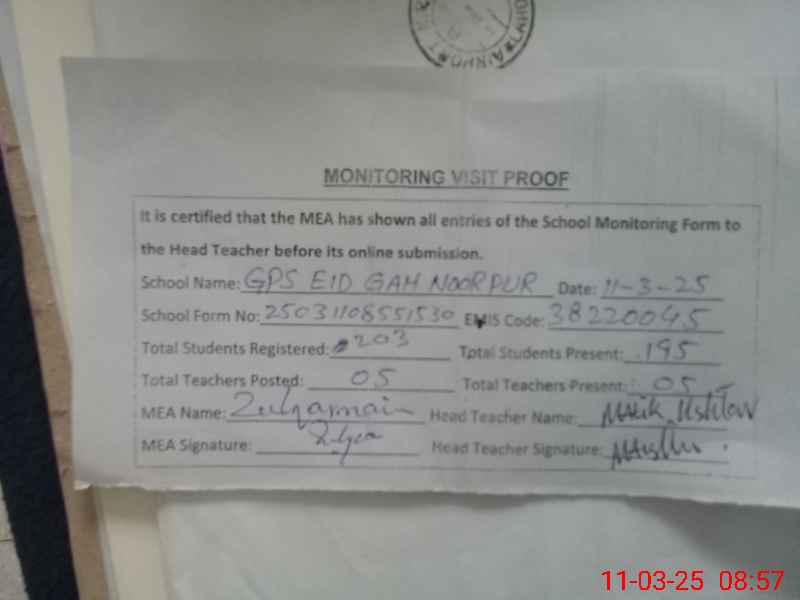 AIRPORT
MONITORING VISIT PROOF
It is certified that the MEA has shown all entries of the School Monitoring Form to
the Head Teacher before its online submission.
School Name: GPS EID GAH NOORPUR Date: 11-3-25
School Form No: 25031108551530 EMIS Code: 38220045
Total Students Registered: 203 Total Students Present: 195
Total Teachers Posted: 05 Total Teachers Present: 05
MEA Name: Zulqarnain Head Teacher Name: Malik
MEA Signature: Head Teacher Signature:
11-03-25 08:57